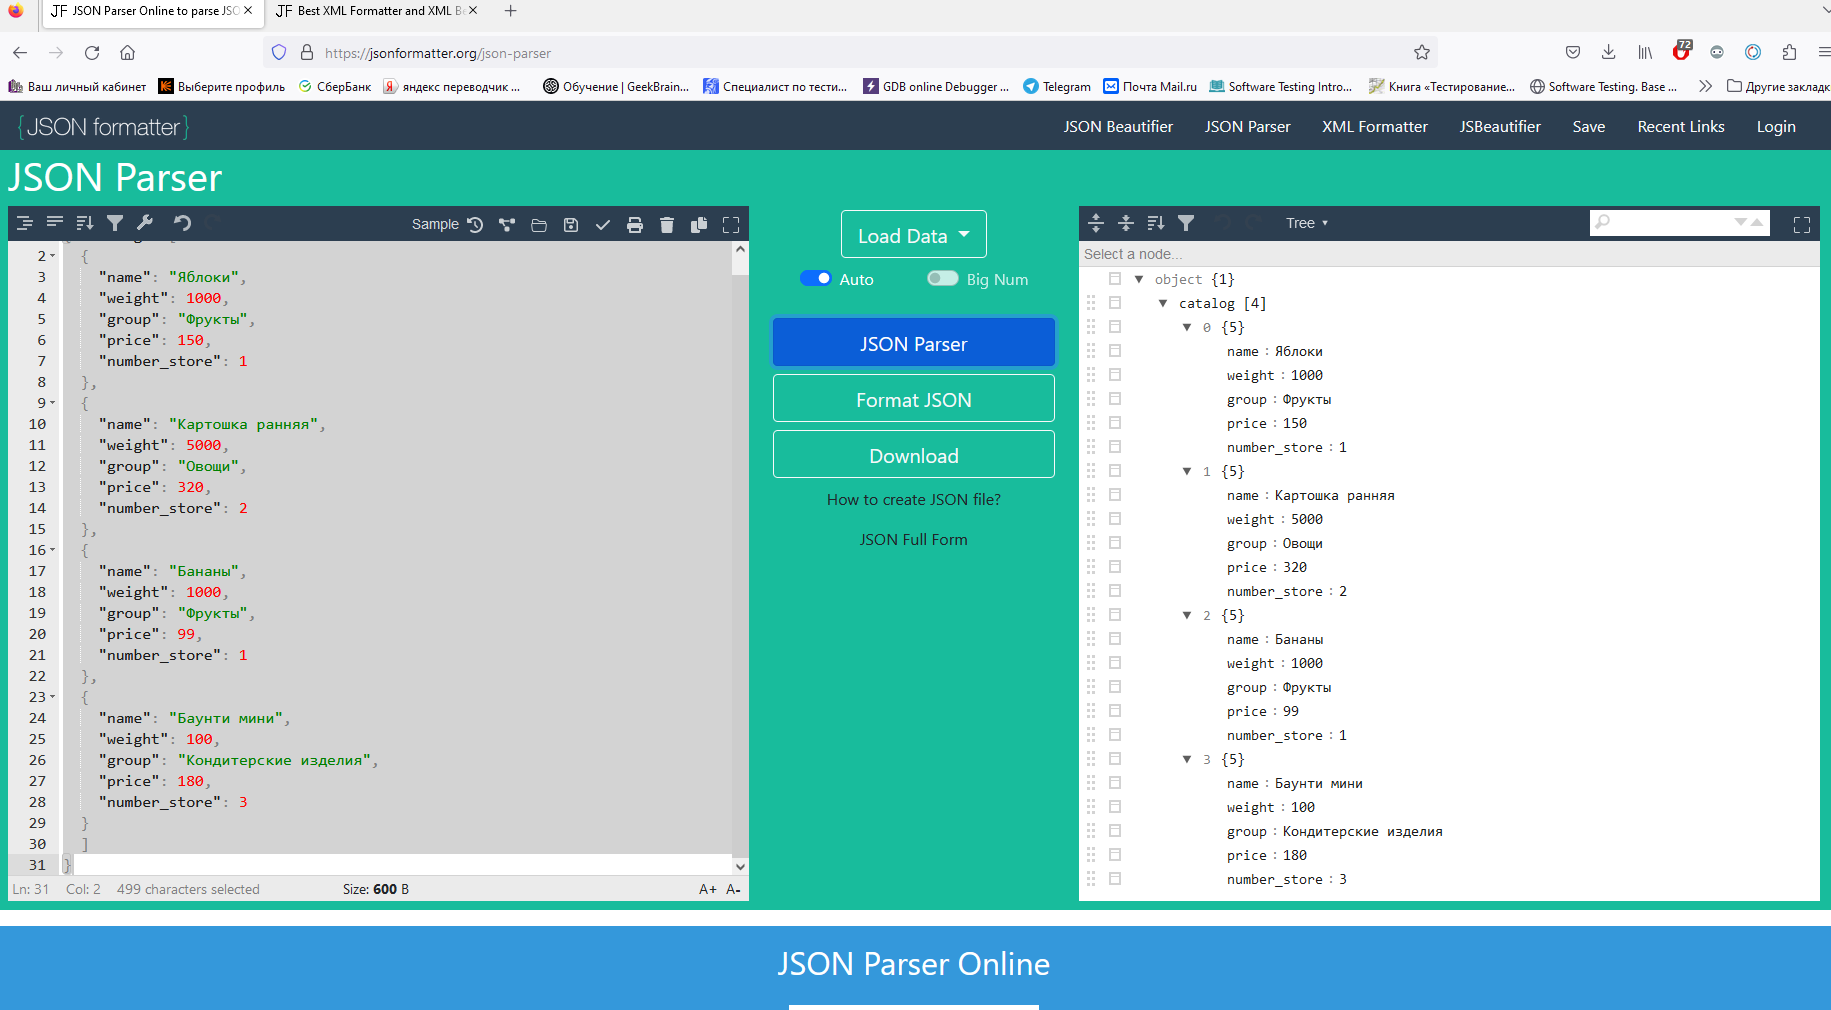 JSON Parser Online to parse JSO
Best XML Formatter and XML Be
https://jsonformatter.org/json-parser
72
Ваш личный кабинет
Выберите профиль
СберБанк
яндекс переводчик ...
Обучение | GeekBrain...
Специалист по тести...
GDB online Debugger ...
Telegram
Почта Mail.ru
Software Testing Intro...
Книга «Тестирование...
Software Testing. Base ...
Другие закладк
{JSON formatter}
JSON Beautifier
JSON Parser
XML Formatter
JSBeautifier
Save
Recent Links
Login
JSON Parser
Sample
2 {
3 "name": "Яблоки",
4 "weight": 1000,
5 "group": "Фрукты",
6 "price": 150,
7 "number_store": 1
8 },
9 {
10 "name": "Картошка ранняя",
11 "weight": 5000,
12 "group": "Овощи",
13 "price": 320,
14 "number_store": 2
15 },
16 {
17 "name": "Бананы",
18 "weight": 1000,
19 "group": "Фрукты",
20 "price": 99,
21 "number_store": 1
22 },
23 {
24 "name": "Баунти мини",
25 "weight": 100,
26 "group": "Кондитерские изделия",
27 "price": 180,
28 "number_store": 3
29 }
30 ]
31 }
Ln: 31 Col: 2 499 characters selected Size: 600 B A+ A-
Load Data
Auto
Big Num
JSON Parser
Format JSON
Download
How to create JSON file?
JSON Full Form
Tree
Select a node...
object {1}
catalog [4]
0 {5}
name : Яблоки
weight : 1000
group : Фрукты
price : 150
number_store : 1
1 {5}
name : Картошка ранняя
weight : 5000
group : Овощи
price : 320
number_store : 2
2 {5}
name : Бананы
weight : 1000
group : Фрукты
price : 99
number_store : 1
3 {5}
name : Баунти мини
weight : 100
group : Кондитерские изделия
price : 180
number_store : 3
JSON Parser Online